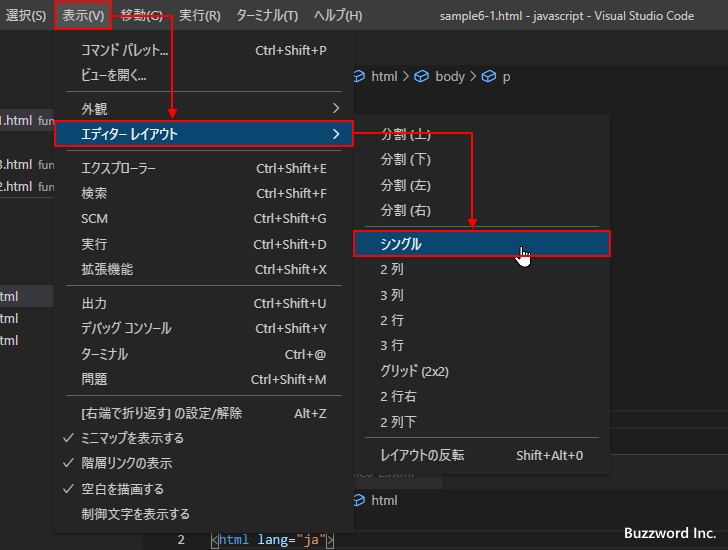 選択(S) 表示(V) 移動(G) 実行(R) ターミナル(T) ヘルプ(H) sample6-1.html - javascript - Visual Studio Code
コマンド パレット... Ctrl+Shift+P
ビューを開く...
html > body > p
外観
1.html fun
エディター レイアウト
分割 (上)
分割 (下)
分割 (左)
分割 (右)
エクスプローラー Ctrl+Shift+E
3.html fun
検索 Ctrl+Shift+F
2.html fun
SCM Ctrl+Shift+G
実行 Ctrl+Shift+D
拡張機能 Ctrl+Shift+X
シングル
2 列
3 列
2 行
3 行
グリッド (2x2)
2 行右
2 列下
レイアウトの反転 Shift+Alt+0
出力 Ctrl+Shift+U
デバッグ コンソール Ctrl+Shift+Y
ターミナル Ctrl+@
問題 Ctrl+Shift+M
tml
tml
tml
[右端で折り返す] の設定/解除 Alt+Z
ミニマップを表示する
階層リンクの表示
空白を描画する
制御文字を表示する
html
2 <html lang="ja">
Buzzword Inc.